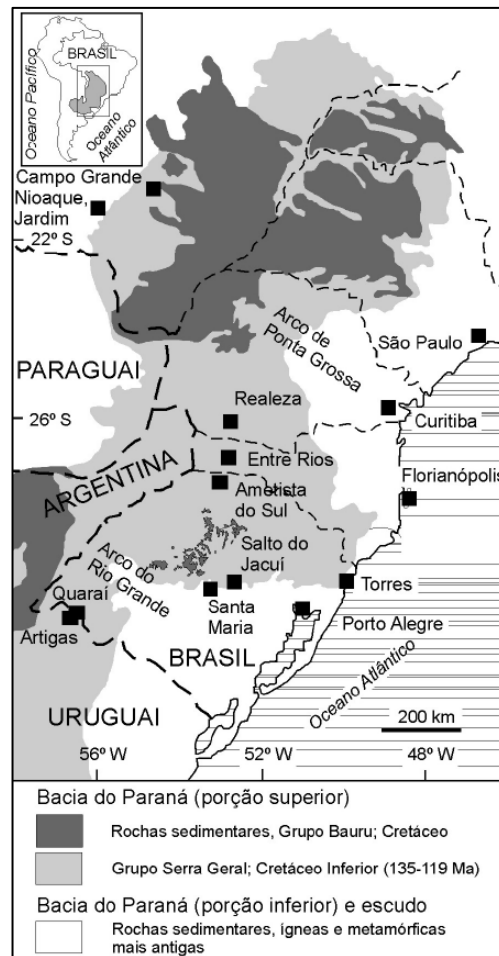 BRASIL
Oceano Pacífico
Oceano
Atlântico
Campo Grande
Nioaque,
Jardim
22º S
PARAGUAI
Arco de
Ponta Grossa
São Paulo
Realeza
26º S
Curitiba
Entre Rios
ARGENTINA
Florianópolis
Ametista
do Sul
Salto do
Jacuí
Arco do
Rio Grande
Quaraí
Torres
Santa
Maria
Artigas
Porto Alegre
BRASIL
Oceano Atlântico
URUGUAI
200 km
56º W
52º W
48º W
Bacia do Paraná (porção superior)
Rochas sedimentares, Grupo Bauru; Cretáceo
Grupo Serra Geral; Cretáceo Inferior (135-119 Ma)
Bacia do Paraná (porção inferior) e escudo
Rochas sedimentares, ígneas e metamórficas
mais antigas